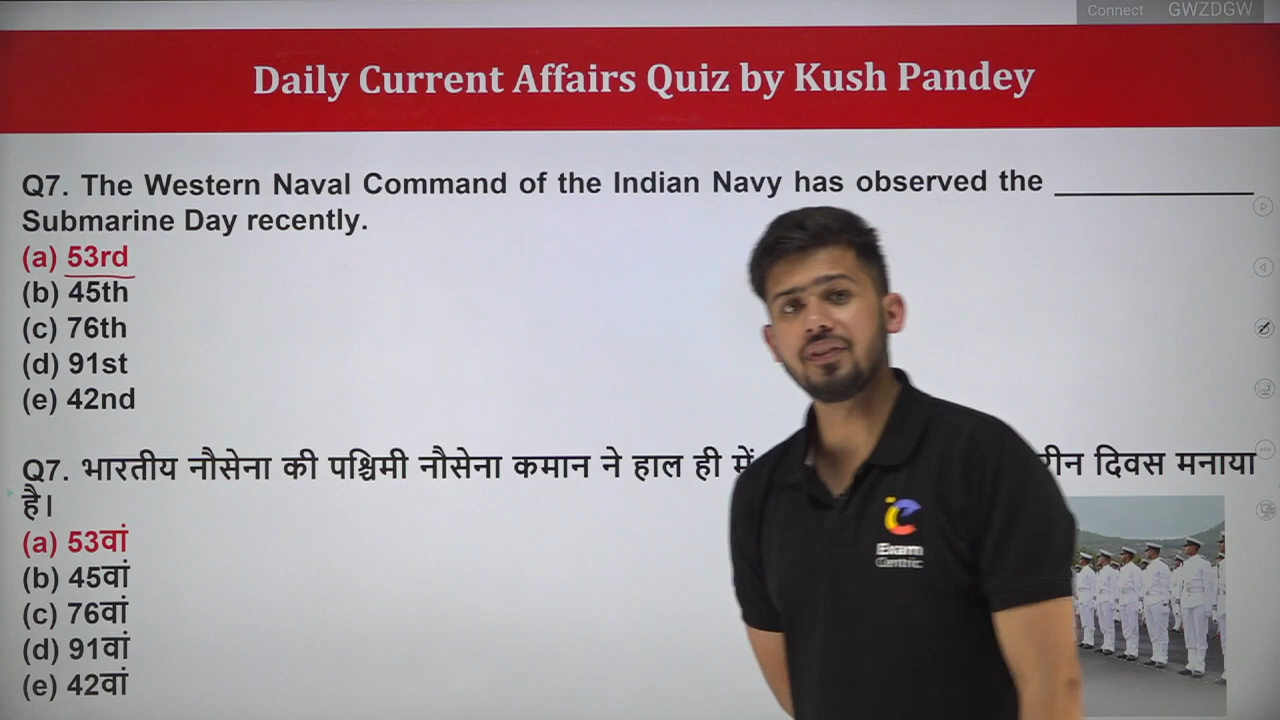 Connect GWZDGW
Daily Current Affairs Quiz by Kush Pandey
Q7. The Western Naval Command of the Indian Navy has observed the ____________
Submarine Day recently.
(a) 53rd
(b) 45th
(c) 76th
(d) 91st
(e) 42nd
Q7. भारतीय नौसेना की पश्चिमी नौसेना कमान ने हाल ही में दिवस मनाया
है।
(a) 53वां
(b) 45वां
(c) 76वां
(d) 91वां
(e) 42वां
Exam
Centric